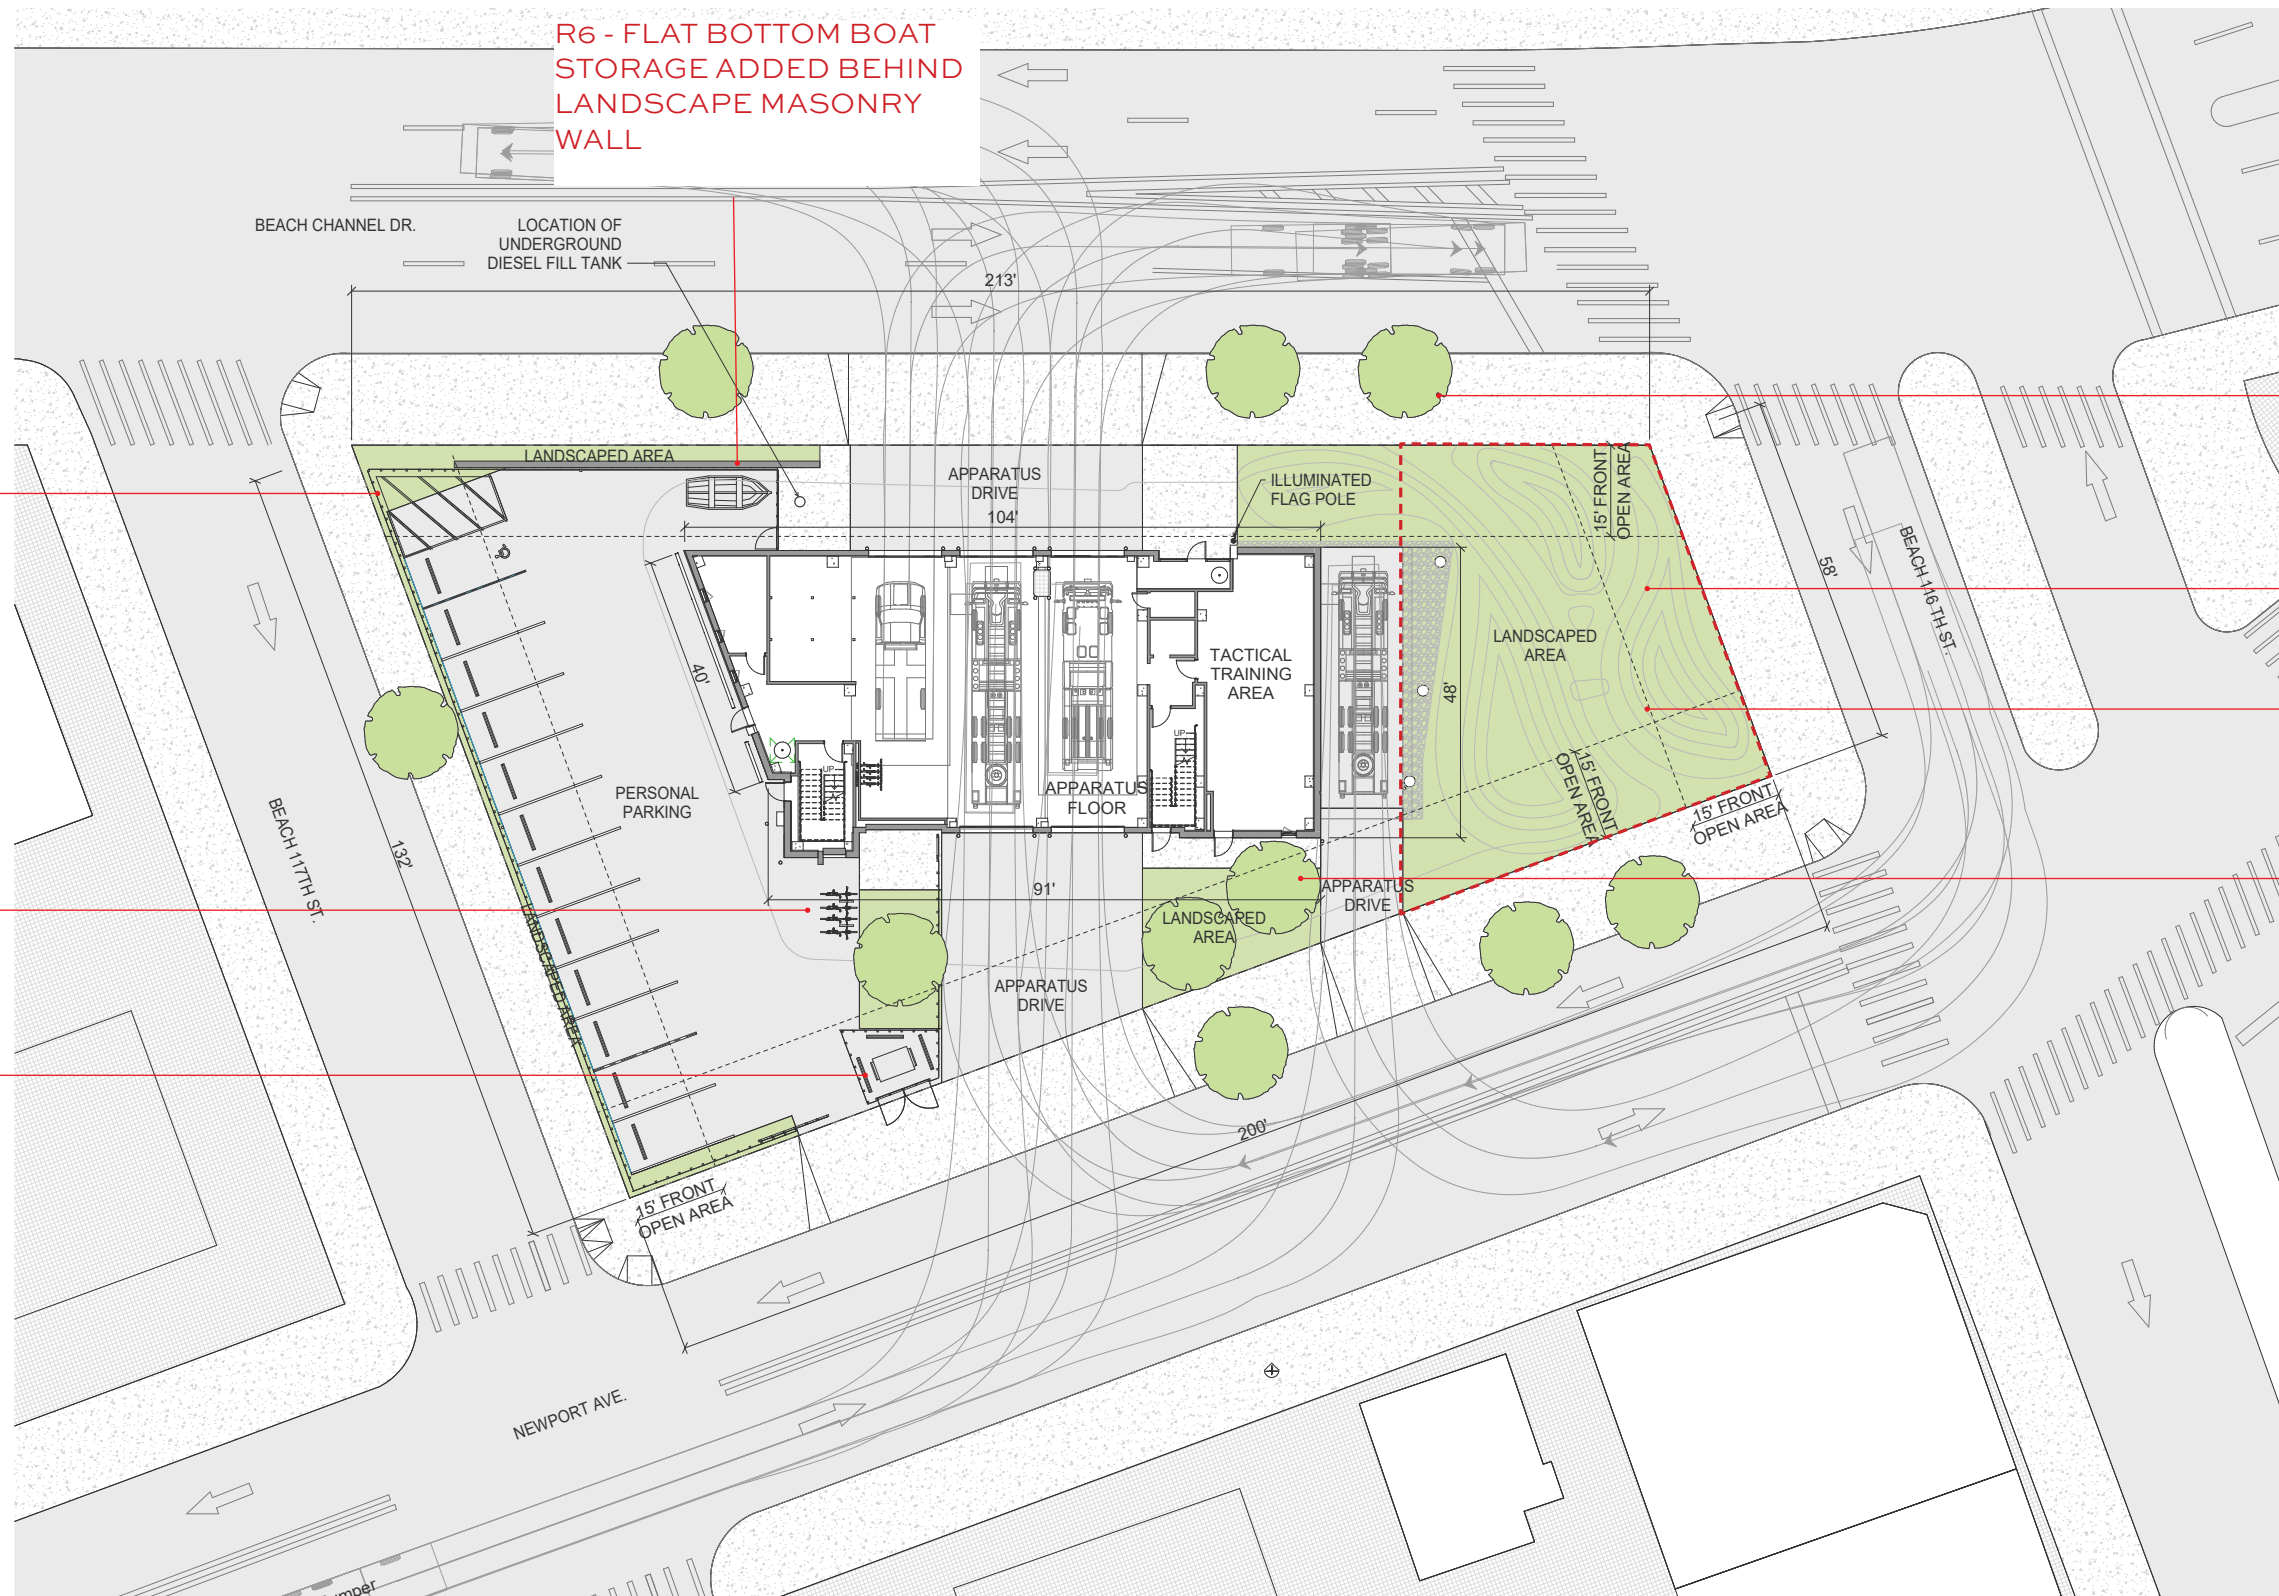 R6 - FLAT BOTTOM BOAT
STORAGE ADDED BEHIND
LANDSCAPE MASONRY
WALL
BEACH CHANNEL DR.
LOCATION OF
UNDERGROUND
DIESEL FILL TANK
213'
LANDSCAPED AREA
APPARATUS
DRIVE
104'
ILLUMINATED
FLAG POLE
15' FRONT
OPEN AREA
58'
BEACH 116 TH ST.
40'
TACTICAL
TRAINING
AREA
LANDSCAPED
AREA
48'
UP
UP
PERSONAL
PARKING
APPARATUS
FLOOR
15' FRONT
OPEN AREA
15' FRONT
OPEN AREA
BEACH 117TH ST.
132'
LANDSCAPED AREA
91'
LANDSCAPED
AREA
APPARATUS
DRIVE
APPARATUS
DRIVE
200'
15' FRONT
OPEN AREA
NEWPORT AVE.